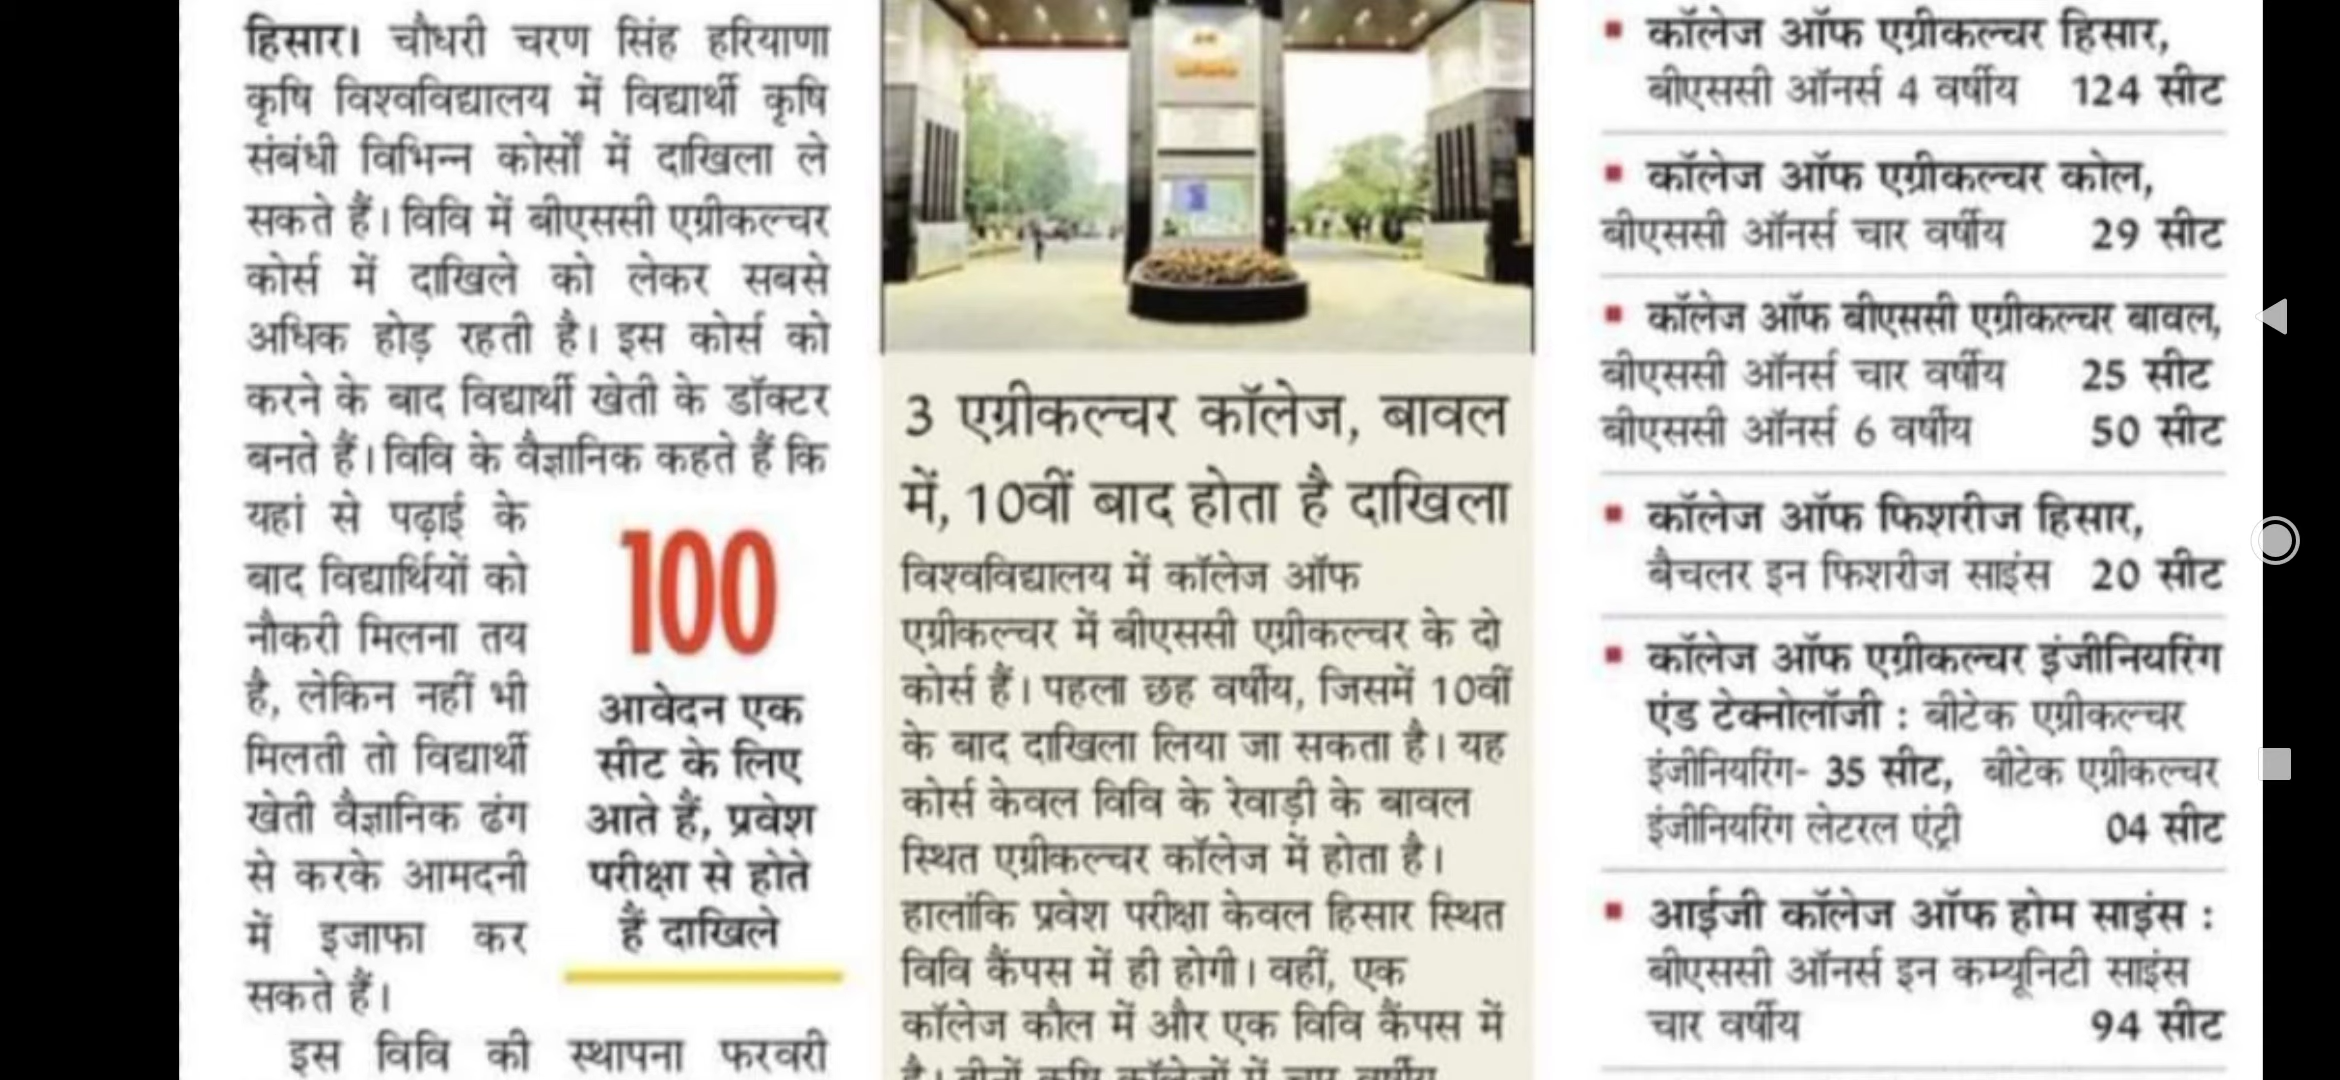 हिसार। चौधरी चरण सिंह हरियाणा
कृषि विश्वविद्यालय में विद्यार्थी कृषि
संबंधी विभिन्न कोर्सों में दाखिला ले
सकते हैं। विवि में बीएससी एग्रीकल्चर
कोर्स में दाखिले को लेकर सबसे
अधिक होड़ रहती है। इस कोर्स को
करने के बाद विद्यार्थी खेती के डॉक्टर
बनते हैं। विवि के वैज्ञानिक कहते हैं कि
यहां से पढ़ाई के
बाद विद्यार्थियों को
नौकरी मिलना तय
है, लेकिन नहीं भी
मिलती तो विद्यार्थी
खेती वैज्ञानिक ढंग
से करके आमदनी
में इजाफा कर
सकते हैं।
100
आवेदन एक
सीट के लिए
आते हैं, प्रवेश
परीक्षा से होते
हैं दाखिले
इस विवि की स्थापना फरवरी
3 एग्रीकल्चर कॉलेज, बावल
में, 10वीं बाद होता है दाखिला
विश्वविद्यालय में कॉलेज ऑफ
एग्रीकल्चर में बीएससी एग्रीकल्चर के दो
कोर्स हैं। पहला छह वर्षीय, जिसमें 10वीं
के बाद दाखिला लिया जा सकता है। यह
कोर्स केवल विवि के रेवाड़ी के बावल
स्थित एग्रीकल्चर कॉलेज में होता है।
हालांकि प्रवेश परीक्षा केवल हिसार स्थित
विवि कैंपस में ही होगी। वहीं, एक
कॉलेज कौल में और एक विवि कैंपस में
है। तीनों कृषि कॉलेजों में चार वर्षीय
कॉलेज ऑफ एग्रीकल्चर हिसार,
बीएससी ऑनर्स 4 वर्षीय 124 सीट
कॉलेज ऑफ एग्रीकल्चर कोल,
बीएससी ऑनर्स चार वर्षीय 29 सीट
कॉलेज ऑफ बीएससी एग्रीकल्चर बावल,
बीएससी ऑनर्स चार वर्षीय 25 सीट
बीएससी ऑनर्स 6 वर्षीय 50 सीट
कॉलेज ऑफ फिशरीज हिसार,
बैचलर इन फिशरीज साइंस 20 सीट
कॉलेज ऑफ एग्रीकल्चर इंजीनियरिंग
एंड टेक्नोलॉजी : बीटेक एग्रीकल्चर
इंजीनियरिंग- 35 सीट, बीटेक एग्रीकल्चर
इंजीनियरिंग लेटरल एंट्री 04 सीट
आईजी कॉलेज ऑफ होम साइंस :
बीएससी ऑनर्स इन कम्यूनिटी साइंस
चार वर्षीय 94 सीट